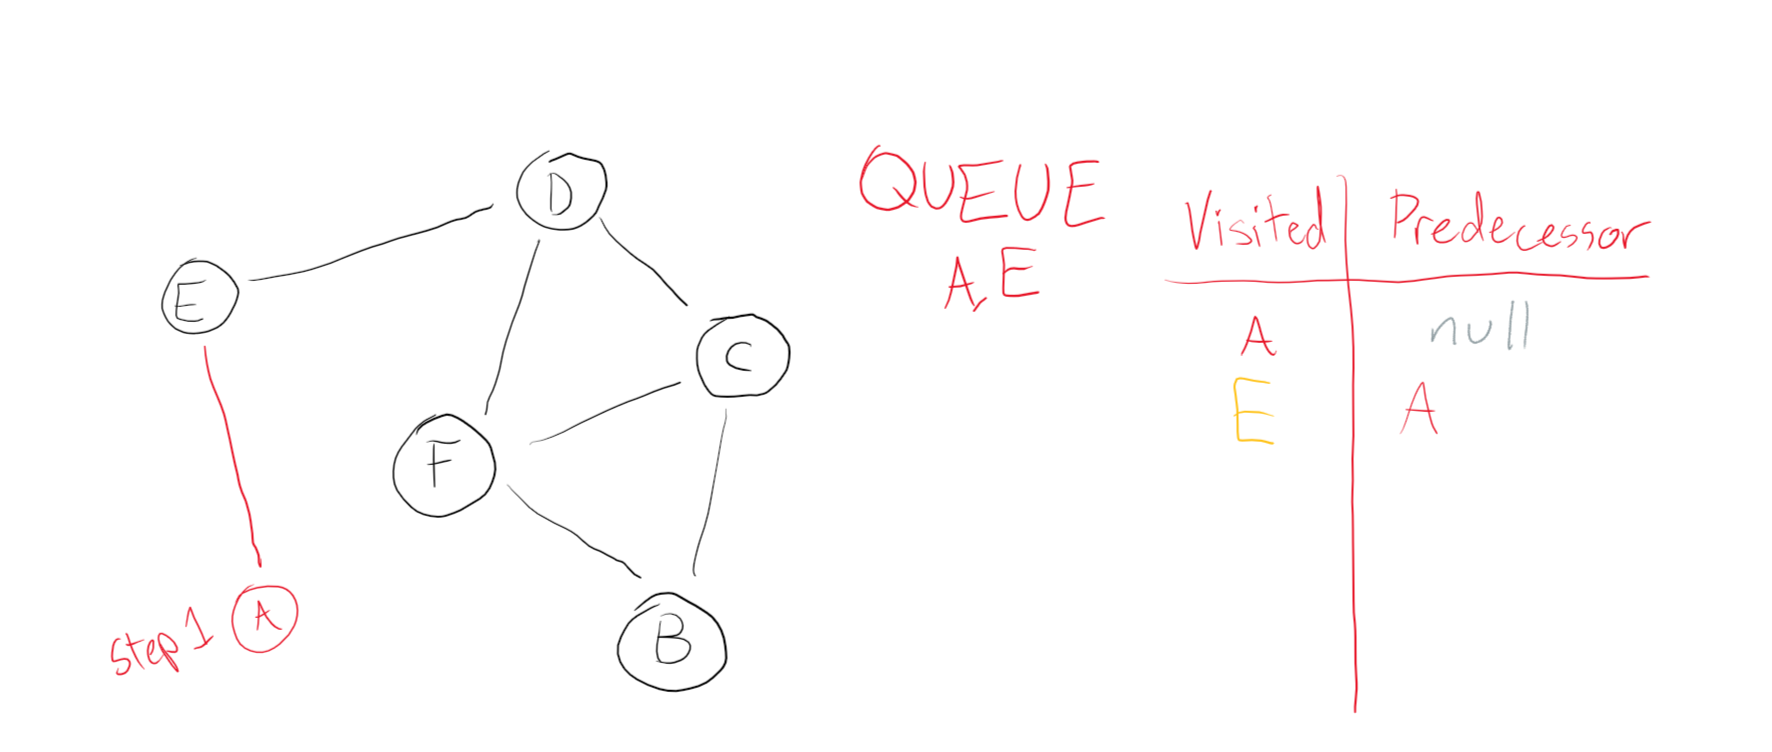 D
E
C
F
step 1 A
B
QUEUE
A, E
Visited Predecessor
A null
E A